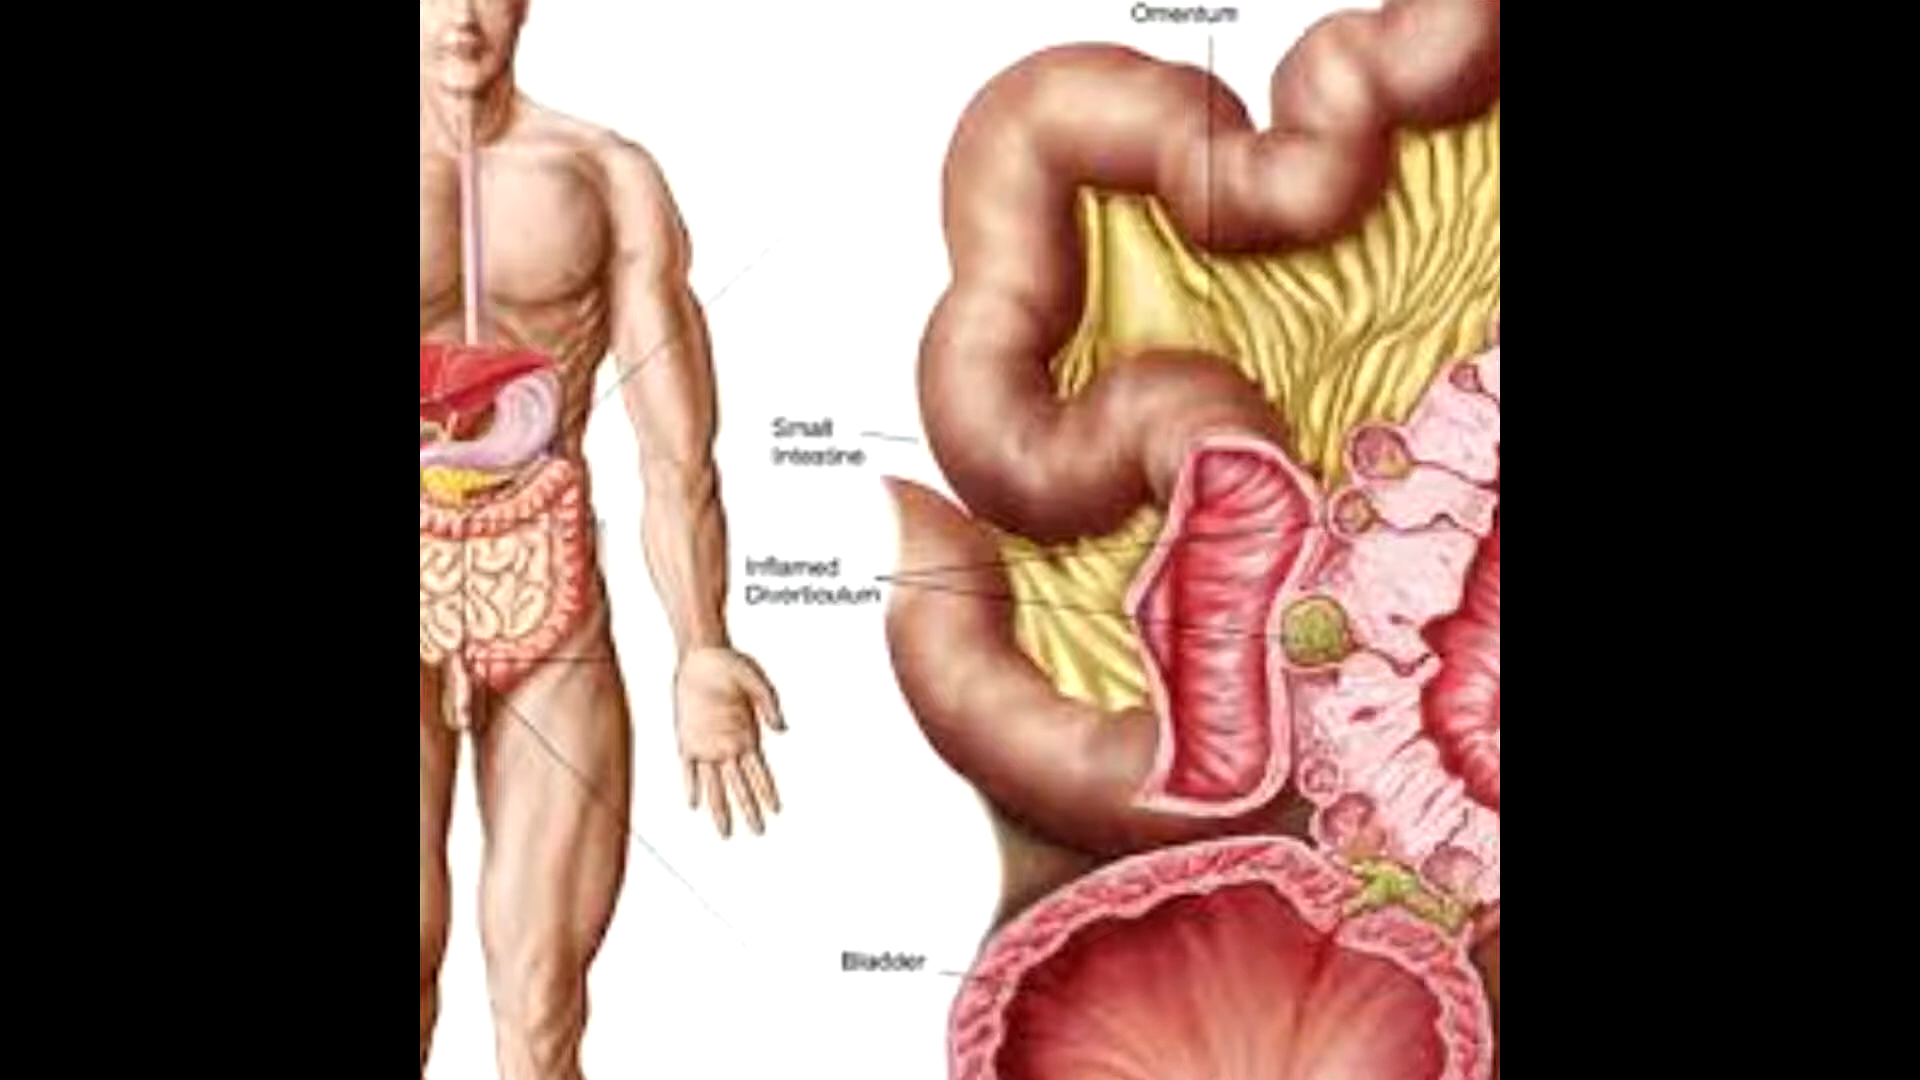 Omentum
Small
Intestine
Inflamed
Diverticulum
Bladder